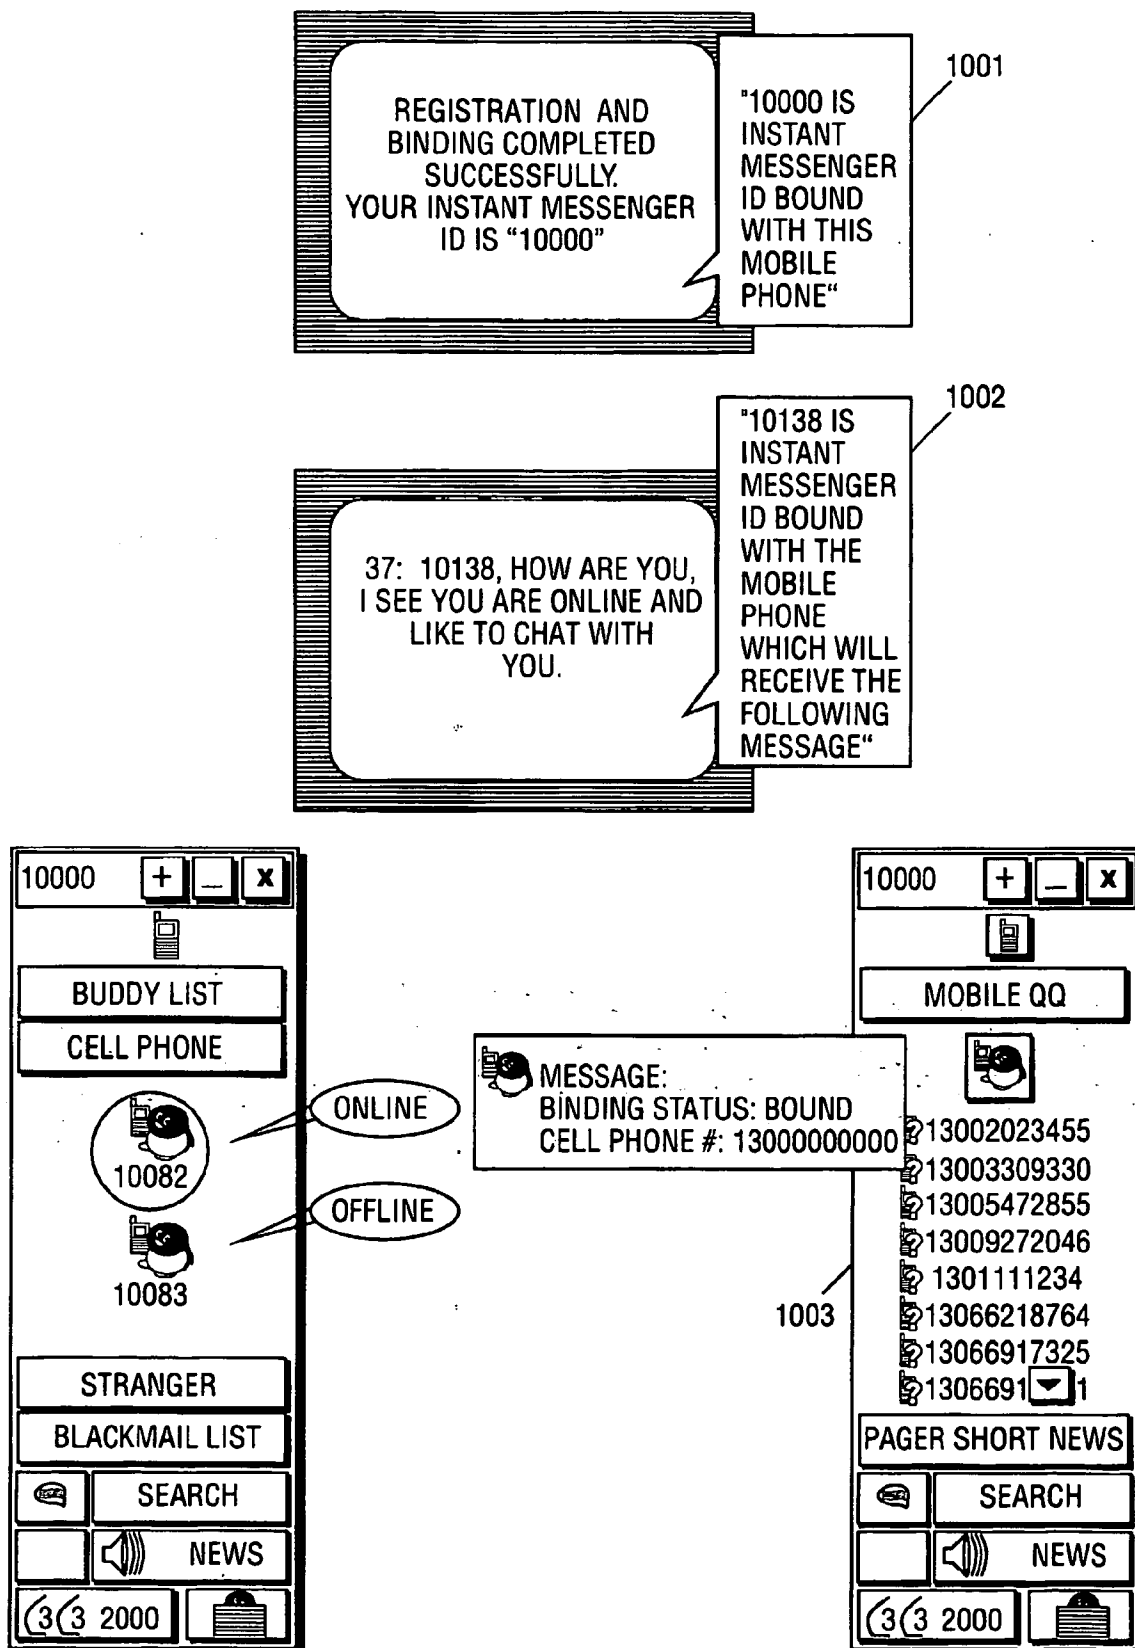 REGISTRATION AND
BINDING COMPLETED
SUCCESSFULLY.
YOUR INSTANT MESSENGER
ID IS “10000”
1001
"10000 IS
INSTANT
MESSENGER
ID BOUND
WITH THIS
MOBILE
PHONE“
1002
"10138 IS
INSTANT
MESSENGER
ID BOUND
WITH THE
MOBILE
PHONE
WHICH WILL
RECEIVE THE
FOLLOWING
MESSAGE“
37: 10138, HOW ARE YOU,
I SEE YOU ARE ONLINE AND
LIKE TO CHAT WITH
YOU.
10000 + _ X
BUDDY LIST
CELL PHONE
10082
ONLINE
10083
OFFLINE
STRANGER
BLACKMAIL LIST
SEARCH
NEWS
2000
MESSAGE:
BINDING STATUS: BOUND
CELL PHONE #: 13000000000
1003
10000 + _ X
MOBILE QQ
?13002023455
?13003309330
?13005472855
?13009272046
? 1301111234
?13066218764
?13066917325
?1306691 1
PAGER SHORT NEWS
SEARCH
NEWS
2000